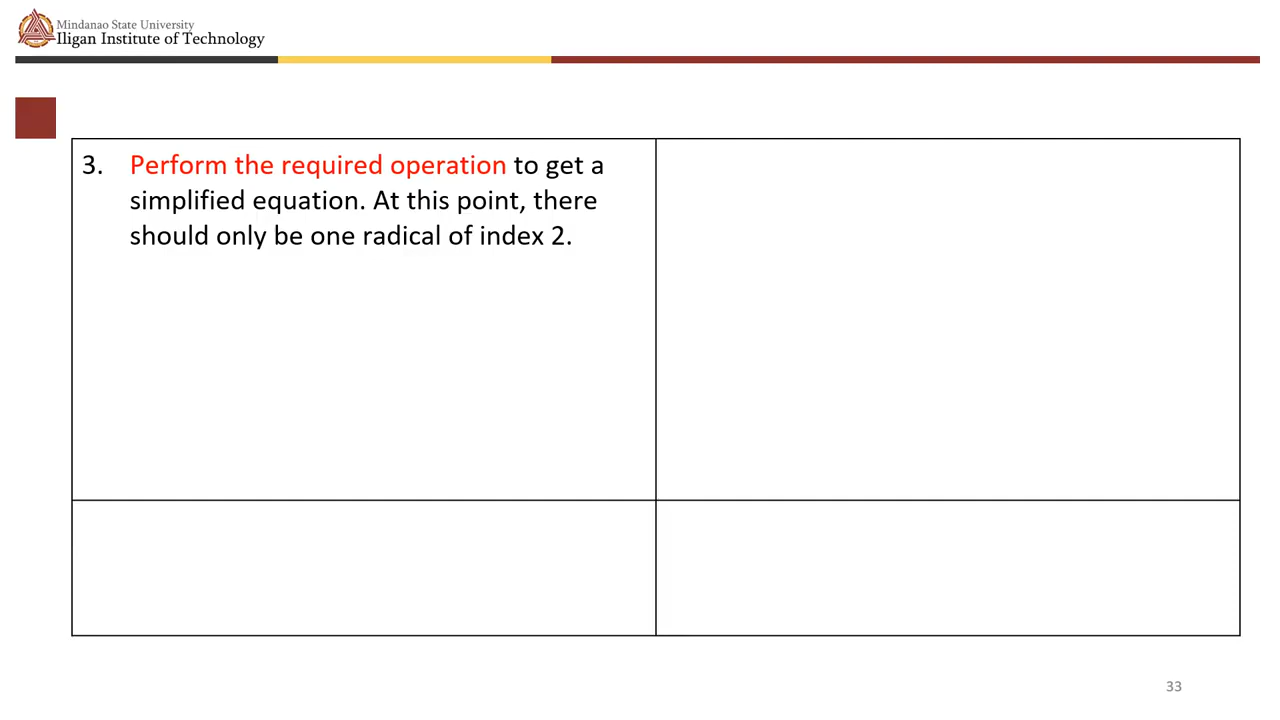 Mindanao State University
Iligan Institute of Technology
3. Perform the required operation to get a
simplified equation. At this point, there
should only be one radical of index 2.
33